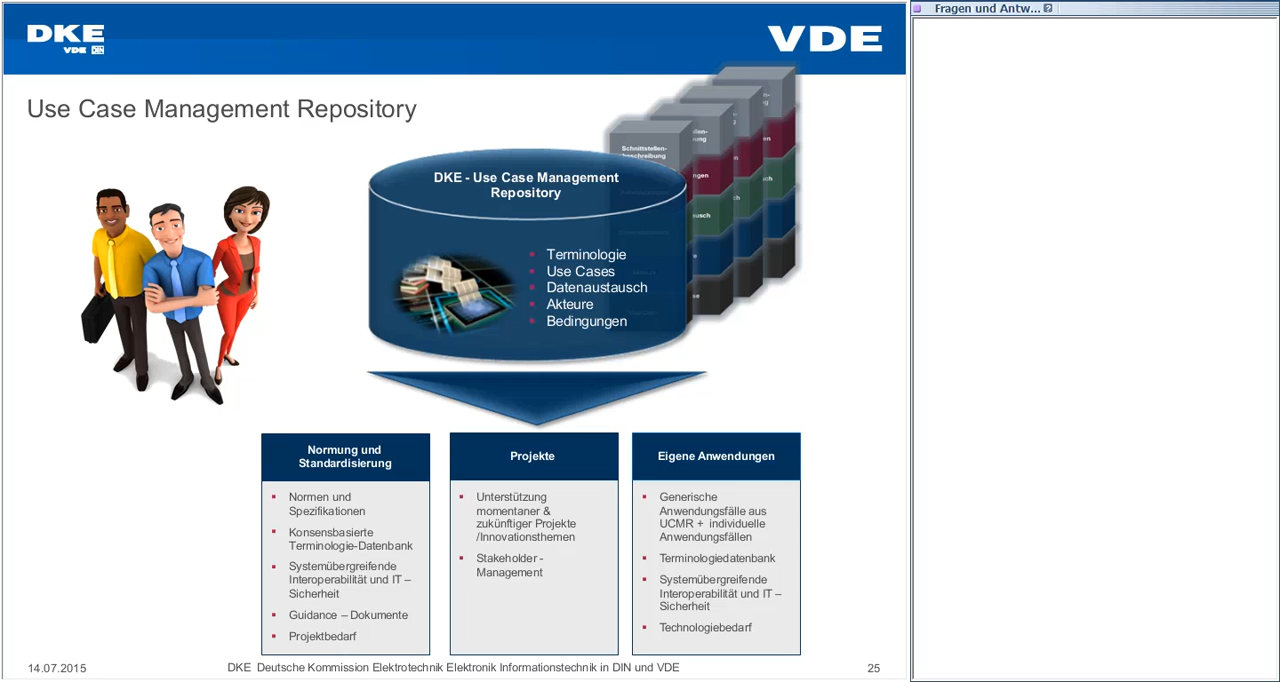 DKE
VDE DIN
VDE
Fragen und Antw...
Use Case Management Repository
Schnittstellen-
beschreibung
DKE - Use Case Management
Repository
Terminologie
Use Cases
Datenaustausch
Akteure
Bedingungen
Normung und
Standardisierung
Normen und
Spezifikationen
Konsensbasierte
Terminologie-Datenbank
Systemübergreifende
Interoperabilität und IT –
Sicherheit
Guidance – Dokumente
Projektbedarf
Projekte
Unterstützung
momentaner &
zukünftiger Projekte
/Innovationsthemen
Stakeholder -
Management
Eigene Anwendungen
Generische
Anwendungsfälle aus
UCMR + individuelle
Anwendungsfällen
Terminologiedatenbank
Systemübergreifende
Interoperabilität und IT –
Sicherheit
Technologiebedarf
14.07.2015
DKE Deutsche Kommission Elektrotechnik Elektronik Informationstechnik in DIN und VDE
25